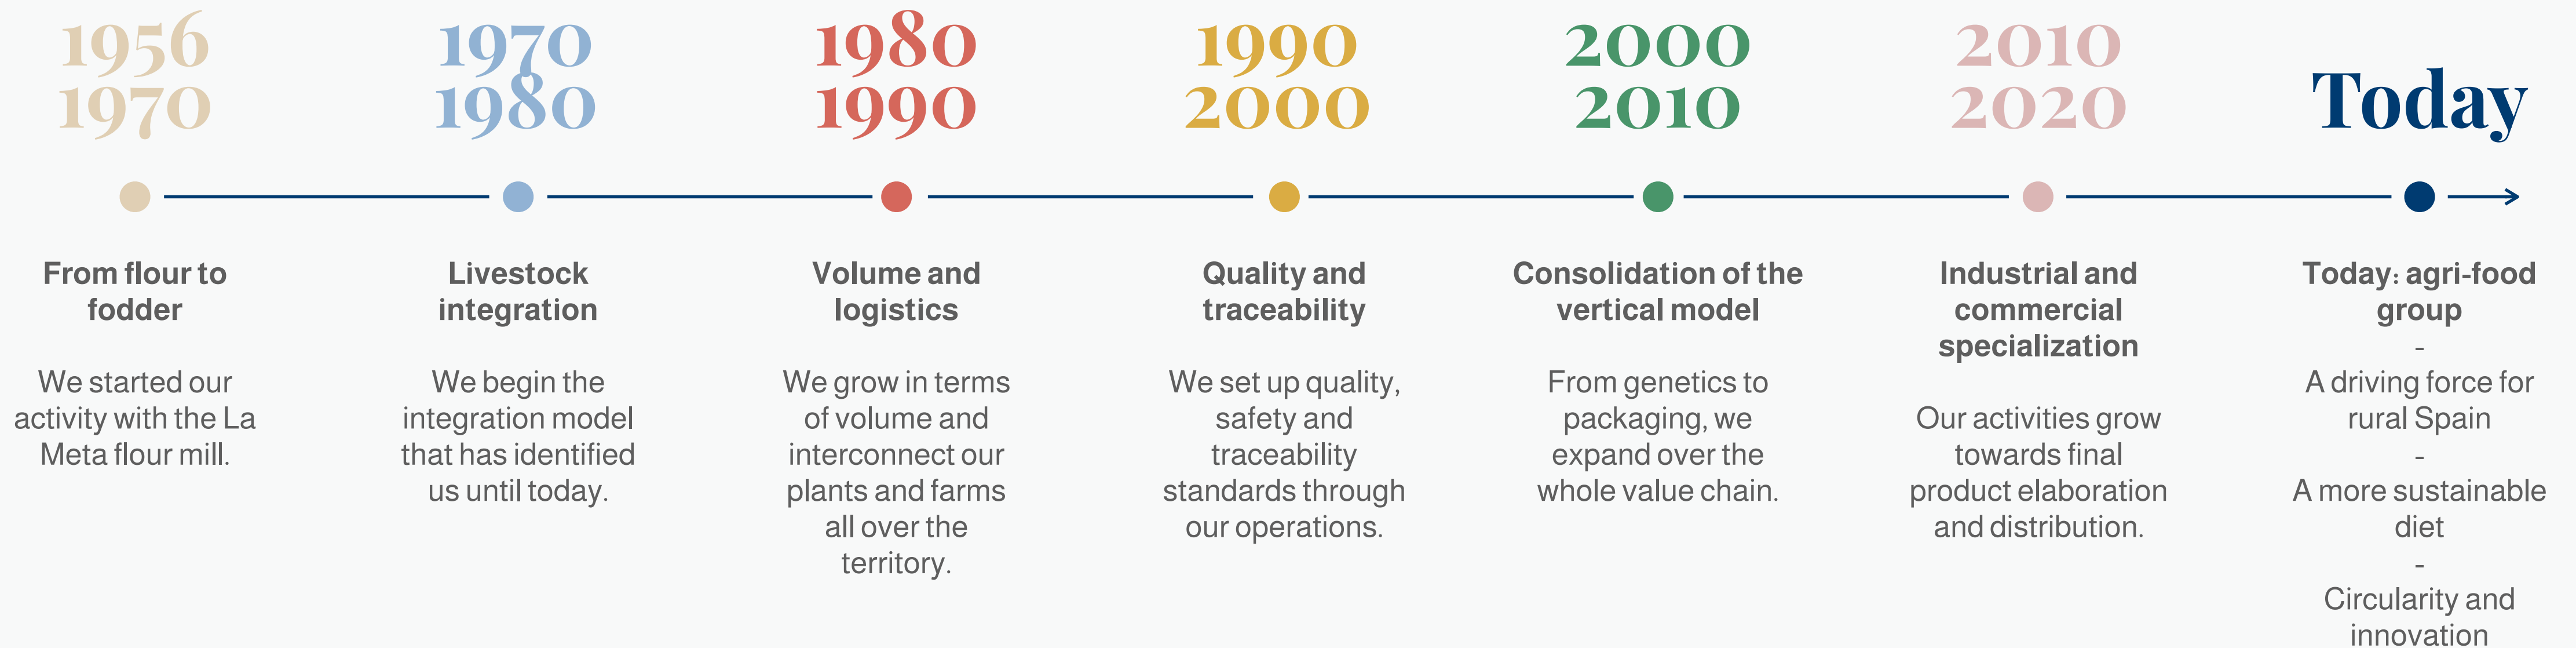 1956
1970
From flour to
fodder
We started our
activity with the La
Meta flour mill.
1970
1980
Livestock
integration
We begin the
integration model
that has identified
us until today.
1980
1990
Volume and
logistics
We grow in terms
of volume and
interconnect our
plants and farms
all over the
territory.
1990
2000
Quality and
traceability
We set up quality,
safety and
traceability
standards through
our operations.
2000
2010
Consolidation of the
vertical model
From genetics to
packaging, we
expand over the
whole value chain.
2010
2020
Industrial and
commercial
specialization
Our activities grow
towards final
product elaboration
and distribution.
Today
Today: agri-food
group
-
A driving force for
rural Spain
-
A more sustainable
diet
-
Circularity and
innovation